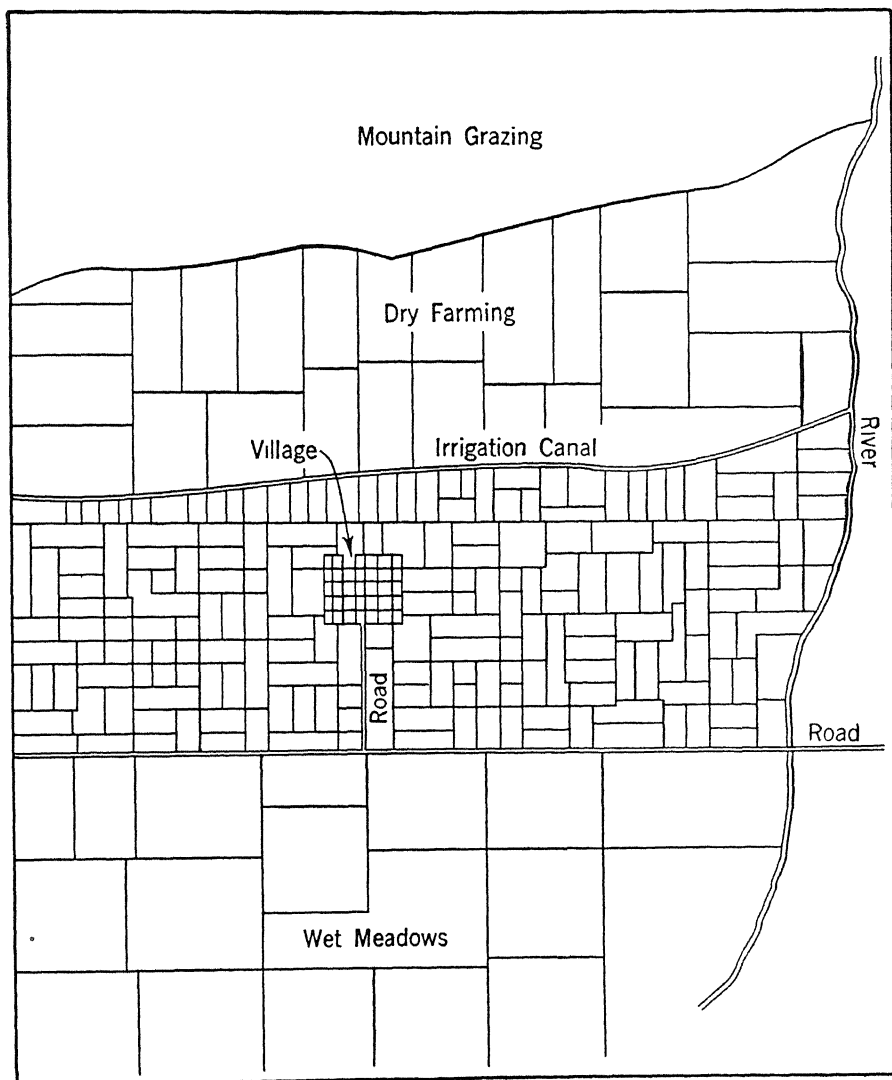 Mountain Grazing
Dry Farming
Village
Irrigation Canal
River
Road
Road
Wet Meadows